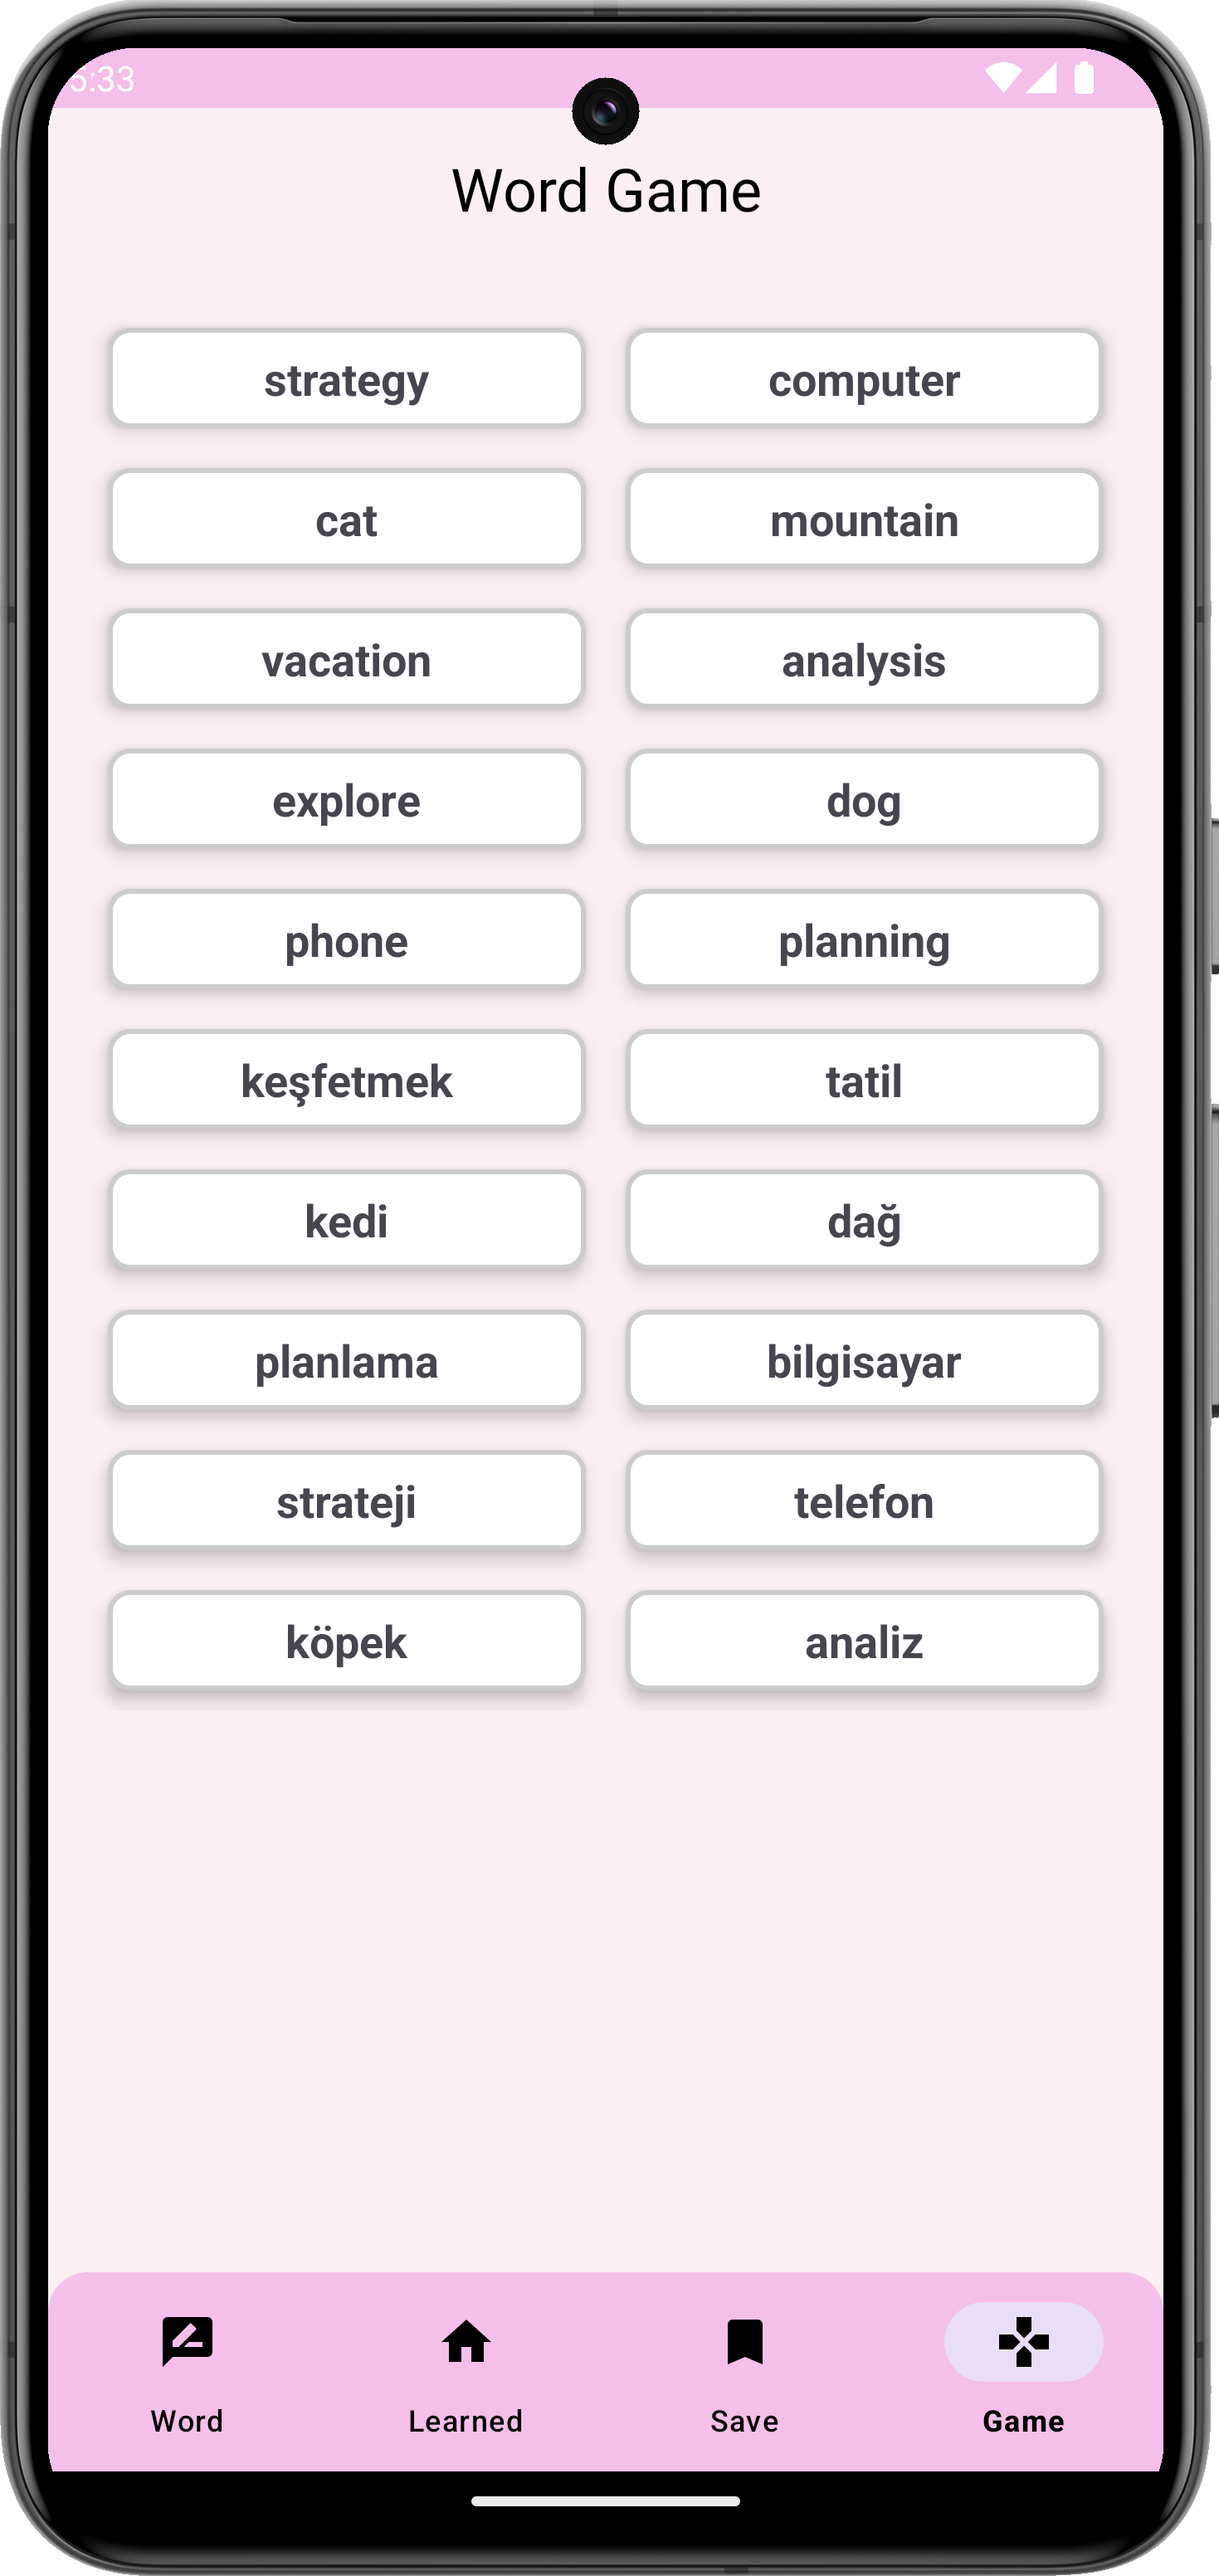 5:33
Word Game
strategy computer
cat mountain
vacation analysis
explore dog
phone planning
keşfetmek tatil
kedi dağ
planlama bilgisayar
strateji telefon
köpek analiz
Word Learned Save Game